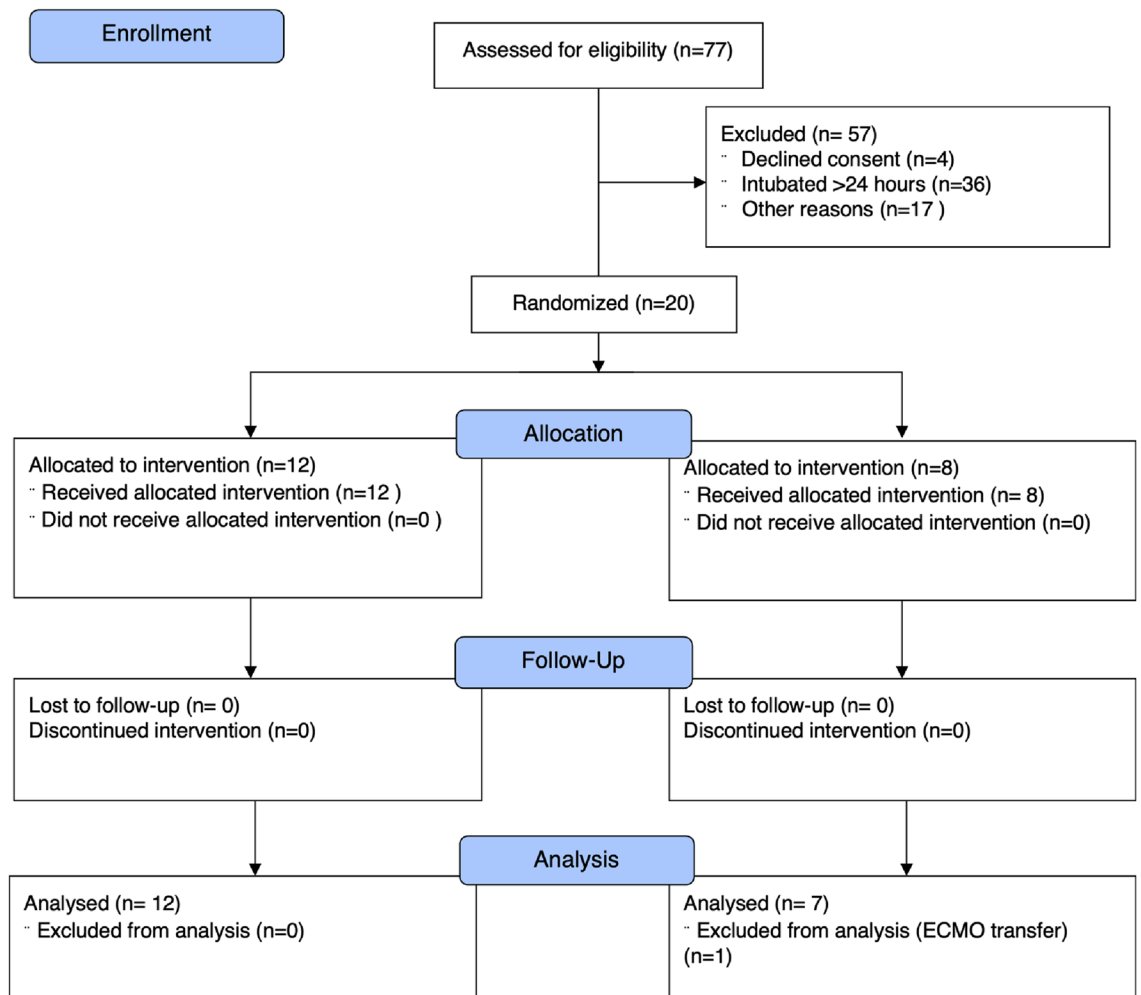 Enrollment
Assessed for eligibility (n=77)
Excluded (n= 57)
¨ Declined consent (n=4)
¨ Intubated >24 hours (n=36)
¨ Other reasons (n=17 )
Randomized (n=20)
Allocation
Allocated to intervention (n=12)
¨ Received allocated intervention (n=12 )
¨ Did not receive allocated intervention (n=0 )
Allocated to intervention (n=8)
¨ Received allocated intervention (n= 8)
¨ Did not receive allocated intervention (n=0)
Follow-Up
Lost to follow-up (n= 0)
Discontinued intervention (n=0)
Lost to follow-up (n= 0)
Discontinued intervention (n=0)
Analysis
Analysed (n= 12)
¨ Excluded from analysis (n=0)
Analysed (n= 7)
¨ Excluded from analysis (ECMO transfer)
(n=1)